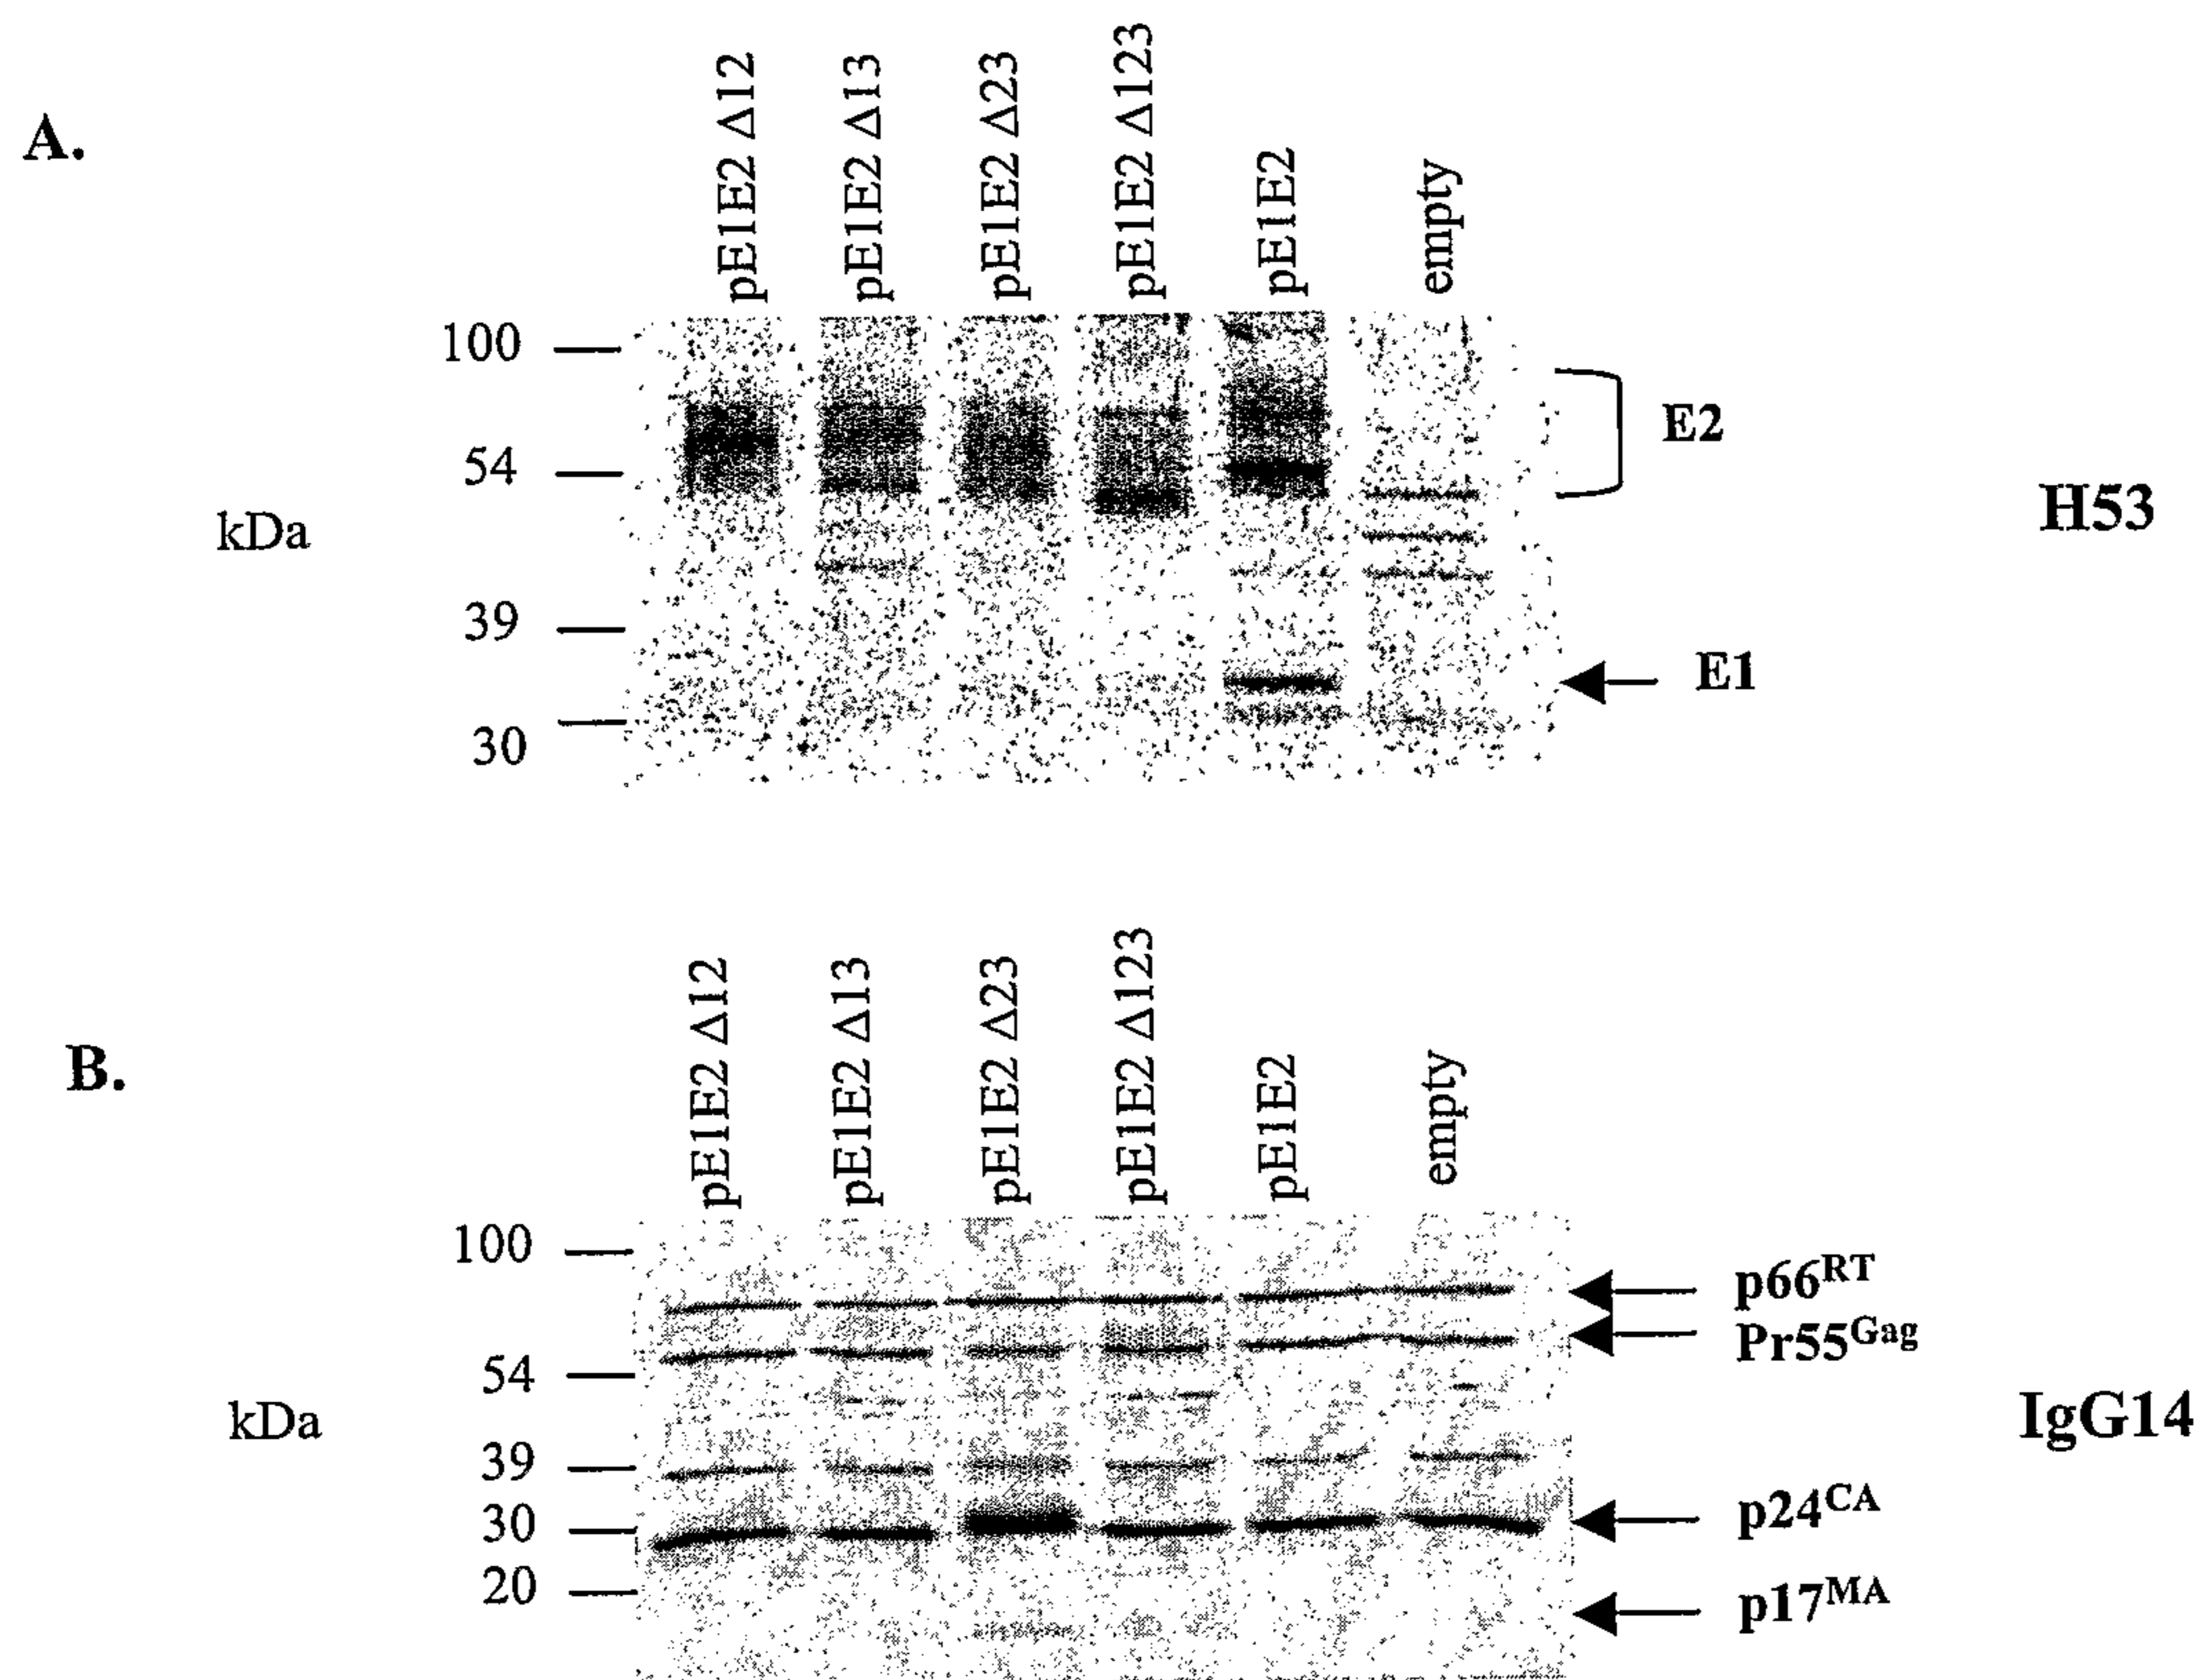 A.
pE1E2 Δ12
pE1E2 Δ13
pE1E2 Δ23
pE1E2 Δ123
pE1E2
empty
100
54
39
30
kDa
E2
E1
H53
B.
pE1E2 Δ12
pE1E2 Δ13
pE1E2 Δ23
pE1E2 Δ123
pE1E2
empty
100
54
39
30
20
kDa
p66RT
Pr55Gag
p24CA
p17MA
IgG14